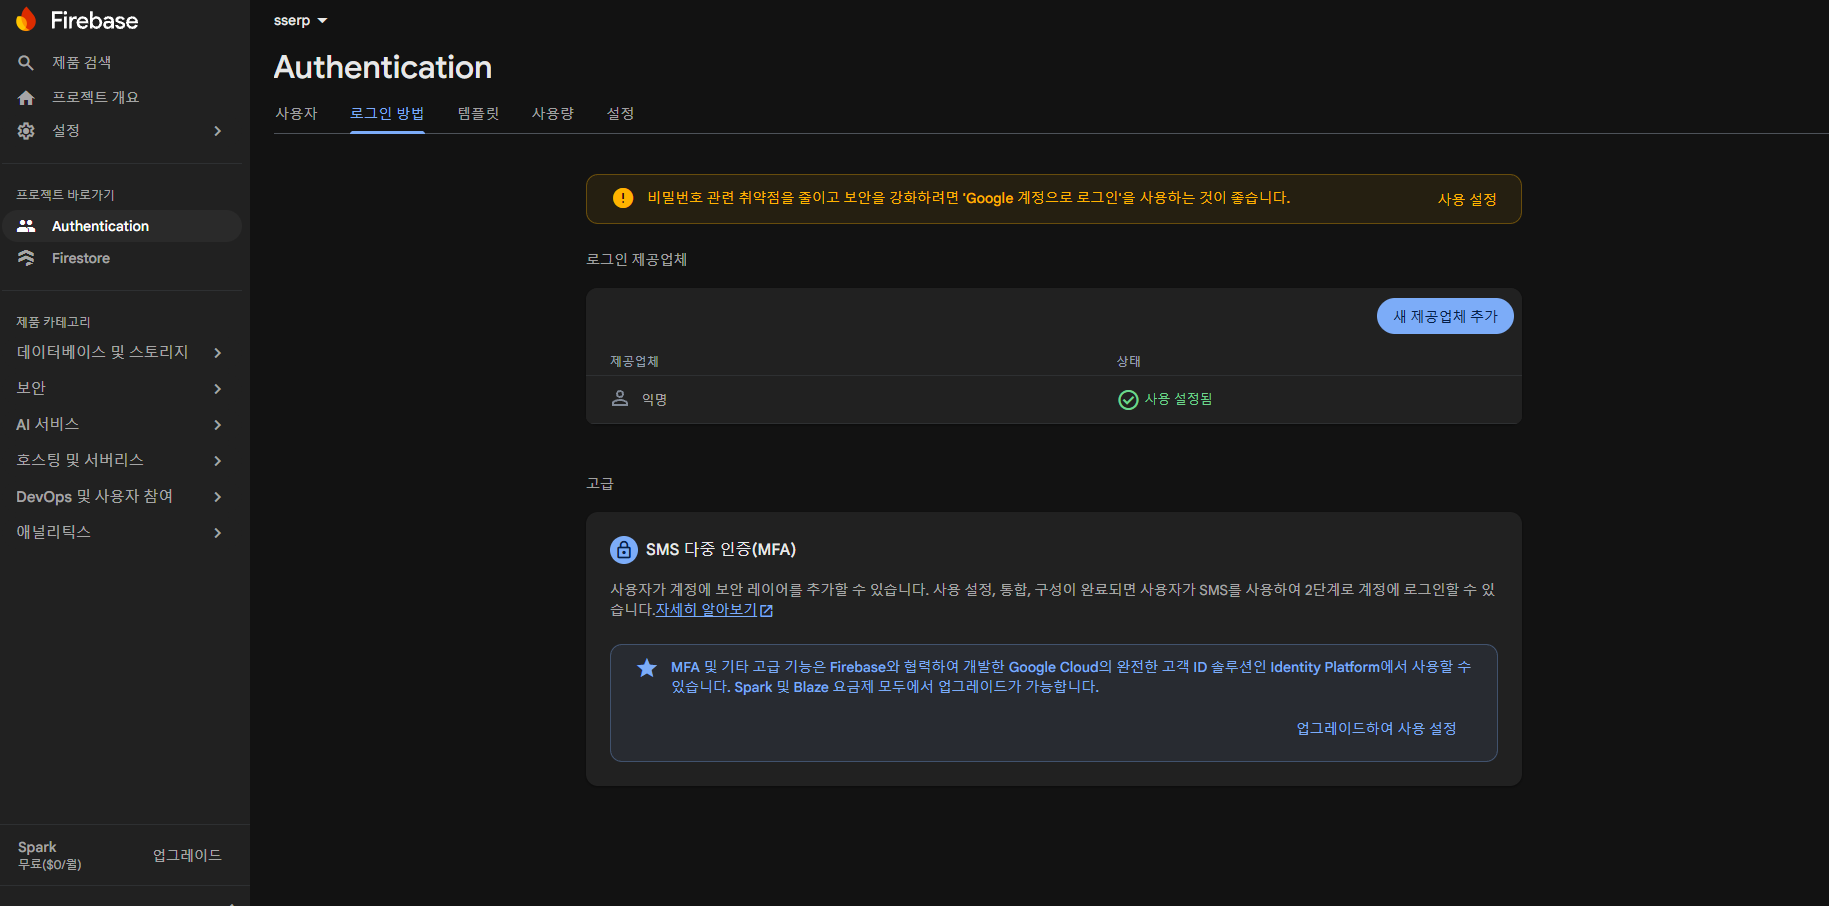 Firebase
제품 검색
프로젝트 개요
설정
프로젝트 바로가기
Authentication
Firestore
제품 카테고리
데이터베이스 및 스토리지
보안
AI 서비스
호스팅 및 서버리스
DevOps 및 사용자 참여
애널리틱스
Spark
무료($0/월)
업그레이드
sserp
Authentication
사용자
로그인 방법
템플릿
사용량
설정
비밀번호 관련 취약점을 줄이고 보안을 강화하려면 'Google 계정으로 로그인'을 사용하는 것이 좋습니다.
사용 설정
로그인 제공업체
새 제공업체 추가
제공업체
상태
익명
사용 설정됨
고급
SMS 다중 인증(MFA)
사용자가 계정에 보안 레이어를 추가할 수 있습니다. 사용 설정, 통합, 구성이 완료되면 사용자가 SMS를 사용하여 2단계로 계정에 로그인할 수 있
습니다.자세히 알아보기
MFA 및 기타 고급 기능은 Firebase와 협력하여 개발한 Google Cloud의 완전한 고객 ID 솔루션인 Identity Platform에서 사용할 수
있습니다. Spark 및 Blaze 요금제 모두에서 업그레이드가 가능합니다.
업그레이드하여 사용 설정